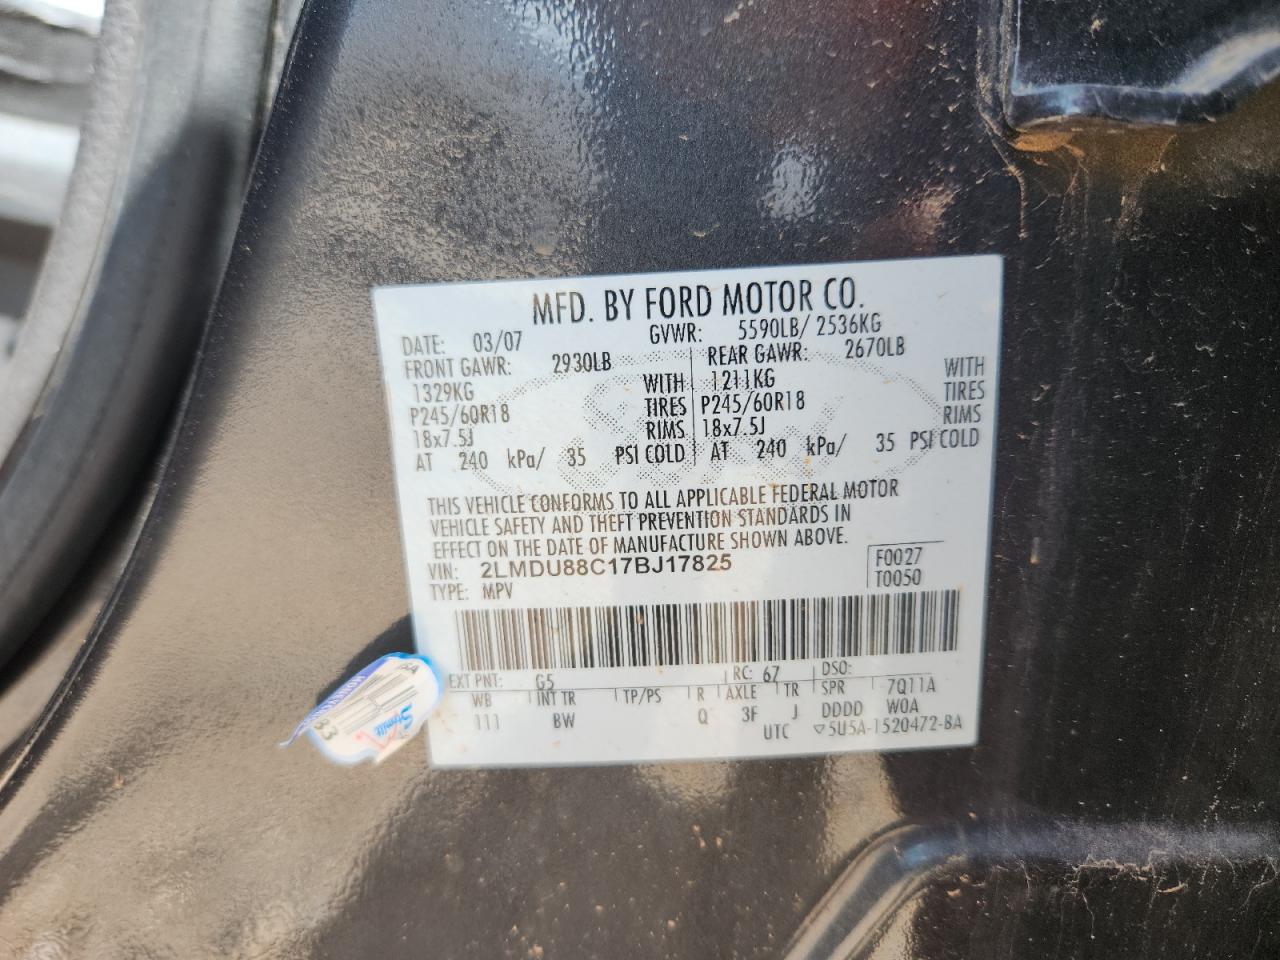 MFD. BY FORD MOTOR CO.
DATE: 03/07 GVWR: 5590LB/ 2536KG
FRONT GAWR: 2930LB REAR GAWR: 2670LB
1329KG WITH 1211KG WITH
P245/60R18 TIRES P245/60R18 TIRES
18x7.5J RIMS 18x7.5J RIMS
AT 240 kPa/ 35 PSI COLD AT 240 kPa/ 35 PSI COLD
THIS VEHICLE CONFORMS TO ALL APPLICABLE FEDERAL MOTOR
VEHICLE SAFETY AND THEFT PREVENTION STANDARDS IN
EFFECT ON THE DATE OF MANUFACTURE SHOWN ABOVE.
VIN: 2LMDU88C17BJ17825 F0027
TYPE: MPV T0050
EXT PNT: G5 RC: 67 DSO:
WB INT TR TP/PS R AXLE TR SPR 7Q11A
111 BW Q 3F J DDDD W0A
UTC ▽5U5A-1520472-BA